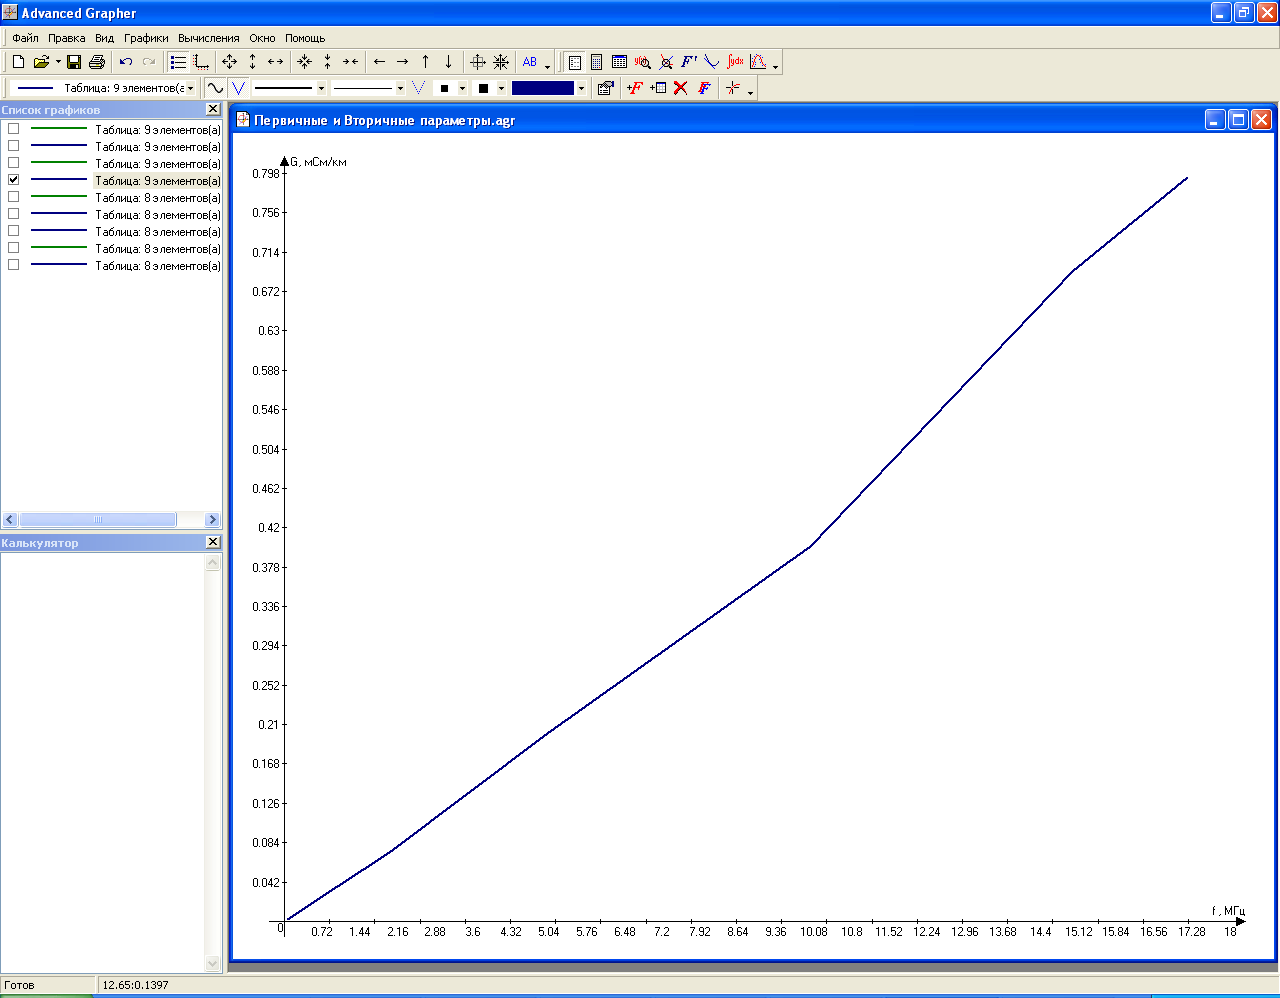 Advanced Grapher
Файл Правка Вид Графики Вычисления Окно Помощь
AB y(x) F' ∫ydx
Таблица: 9 элементов(а
+F F
Список графиков
Таблица: 9 элементов(а)
Таблица: 9 элементов(а)
Таблица: 9 элементов(а)
Таблица: 9 элементов(а)
Таблица: 8 элементов(а)
Таблица: 8 элементов(а)
Таблица: 8 элементов(а)
Таблица: 8 элементов(а)
Таблица: 8 элементов(а)
Калькулятор
Первичные и Вторичные параметры.agr
G, мСм/км
0.798
0.756
0.714
0.672
0.63
0.588
0.546
0.504
0.462
0.42
0.378
0.336
0.294
0.252
0.21
0.168
0.126
0.084
0.042
f , МГц
0
0.72 1.44 2.16 2.88 3.6 4.32 5.04 5.76 6.48 7.2 7.92 8.64 9.36 10.08 10.8 11.52 12.24 12.96 13.68 14.4 15.12 15.84 16.56 17.28 18
Готов 12.65:0.1397